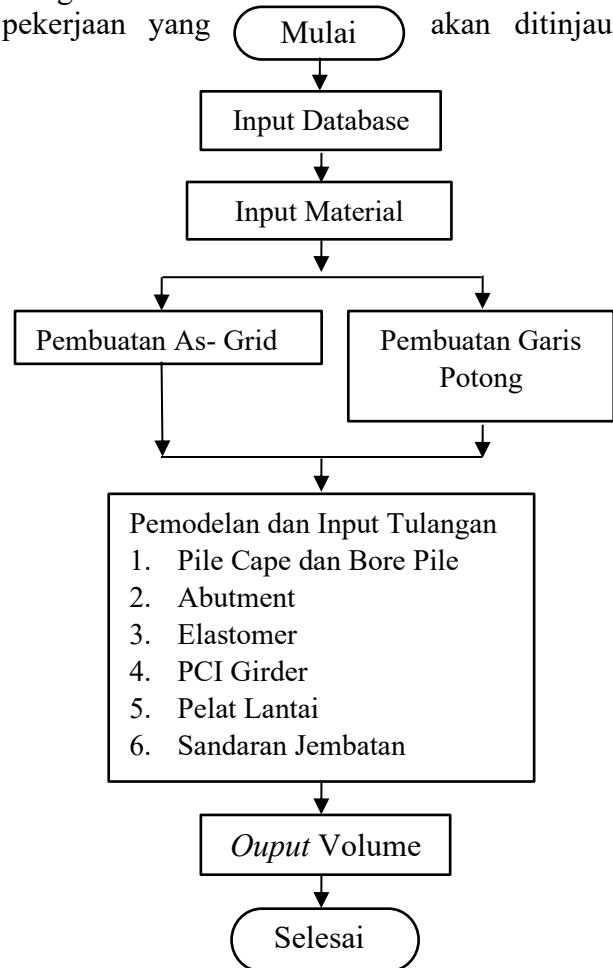 pekerjaan yang akan ditinjau
Mulai
Input Database
Input Material
Pembuatan As- Grid
Pembuatan Garis
Potong
Pemodelan dan Input Tulangan
1. Pile Cape dan Bore Pile
2. Abutment
3. Elastomer
4. PCI Girder
5. Pelat Lantai
6. Sandaran Jembatan
Ouput Volume
Selesai